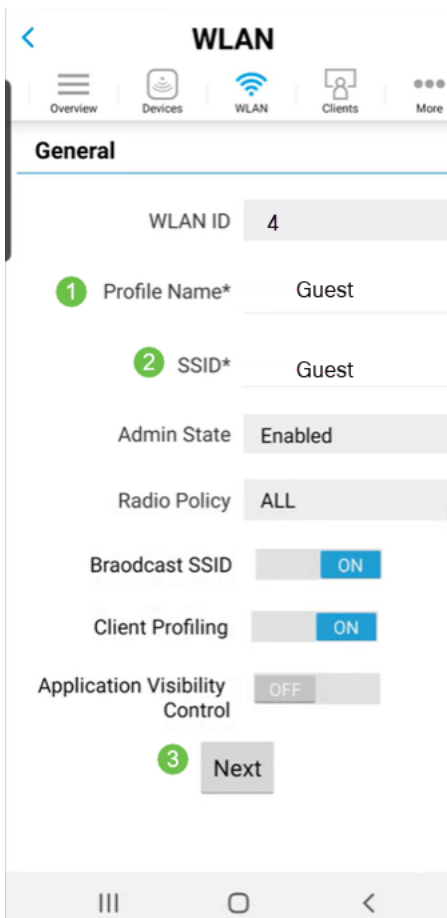 WLAN
Overview Devices WLAN Clients More
General
WLAN ID 4
1 Profile Name* Guest
2 SSID* Guest
Admin State Enabled
Radio Policy ALL
Braodcast SSID ON
Client Profiling ON
Application Visibility OFF
Control
3 Next